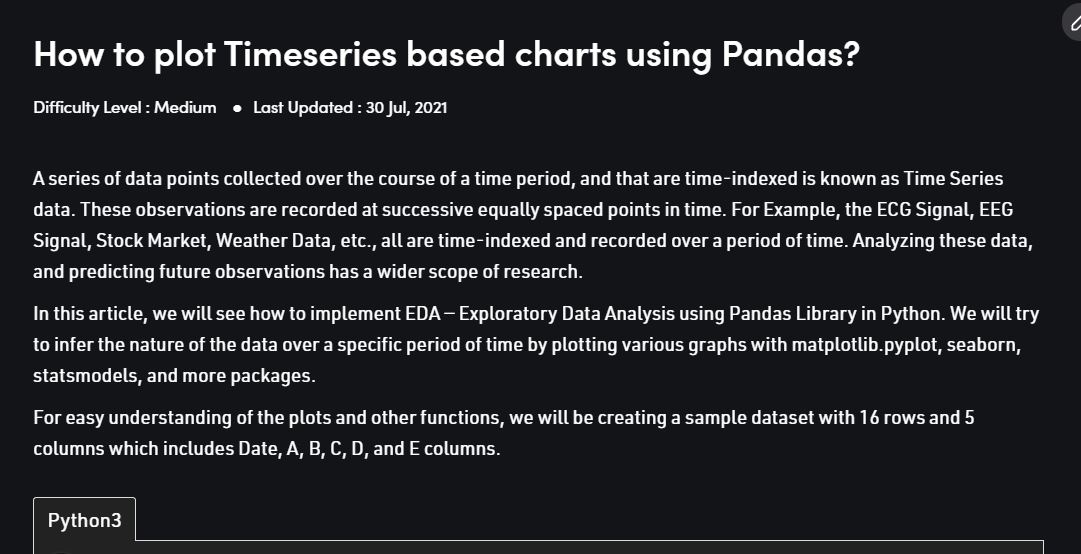 How to plot Timeseries based charts using Pandas?
Difficulty Level : Medium ● Last Updated : 30 Jul, 2021
A series of data points collected over the course of a time period, and that are time-indexed is known as Time Series
data. These observations are recorded at successive equally spaced points in time. For Example, the ECG Signal, EEG
Signal, Stock Market, Weather Data, etc., all are time-indexed and recorded over a period of time. Analyzing these data,
and predicting future observations has a wider scope of research.
In this article, we will see how to implement EDA — Exploratory Data Analysis using Pandas Library in Python. We will try
to infer the nature of the data over a specific period of time by plotting various graphs with matplotlib.pyplot, seaborn,
statsmodels, and more packages.
For easy understanding of the plots and other functions, we will be creating a sample dataset with 16 rows and 5
columns which includes Date, A, B, C, D, and E columns.
Python3